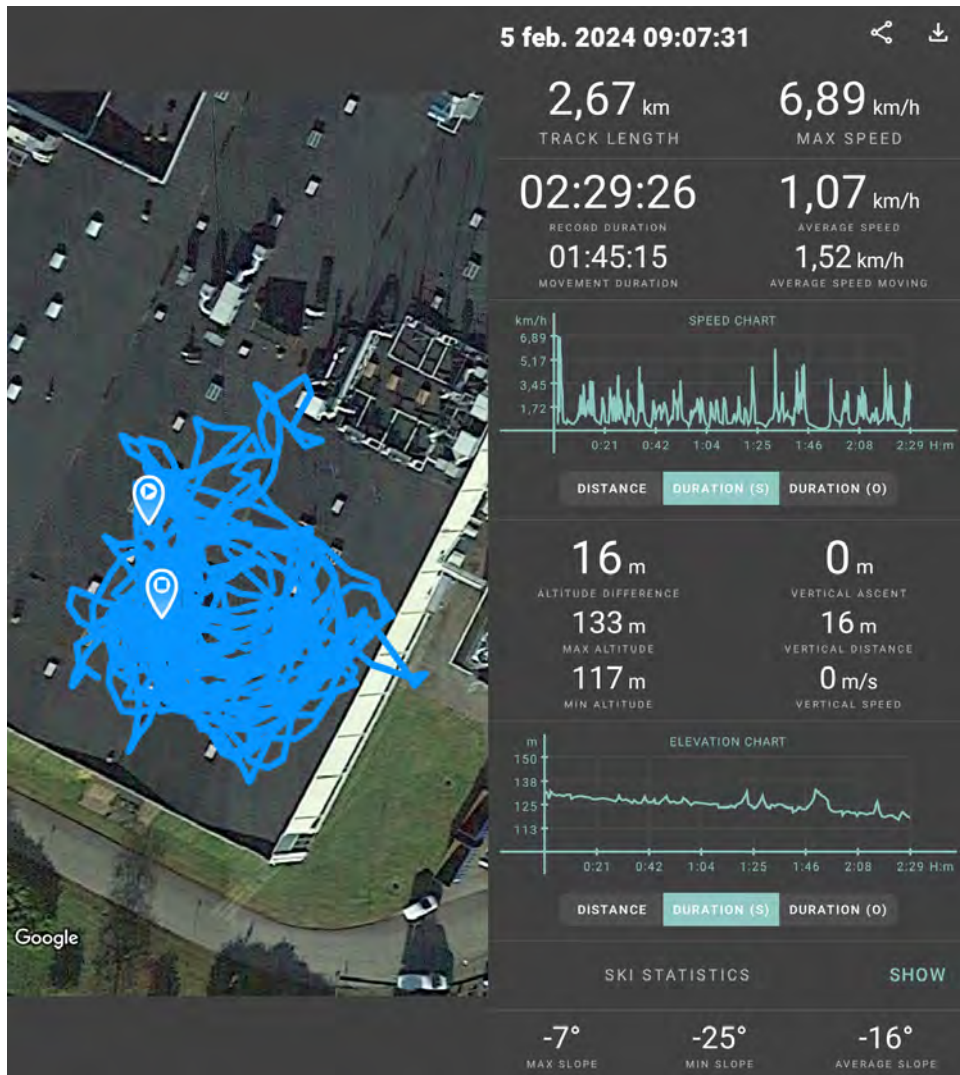 5 feb. 2024 09:07:31
2,67 km
6,89 km/h
TRACK LENGTH
MAX SPEED
02:29:26
1,07 km/h
RECORD DURATION
AVERAGE SPEED
01:45:15
1,52 km/h
MOVEMENT DURATION
AVERAGE SPEED MOVING
km/h
SPEED CHART
6,89
5,17
3,45
1,72
0:21 0:42 1:04 1:25 1:46 2:08 2:29 H:m
DISTANCE DURATION (S) DURATION (O)
16 m
0 m
ALTITUDE DIFFERENCE
VERTICAL ASCENT
133 m
16 m
MAX ALTITUDE
VERTICAL DISTANCE
117 m
0 m/s
MIN ALTITUDE
VERTICAL SPEED
m
ELEVATION CHART
150
138
125
113
0:21 0:42 1:04 1:25 1:46 2:08 2:29 H:m
DISTANCE DURATION (S) DURATION (O)
Google
SKI STATISTICS
SHOW
-7°
-25°
-16°
MAX SLOPE
MIN SLOPE
AVERAGE SLOPE